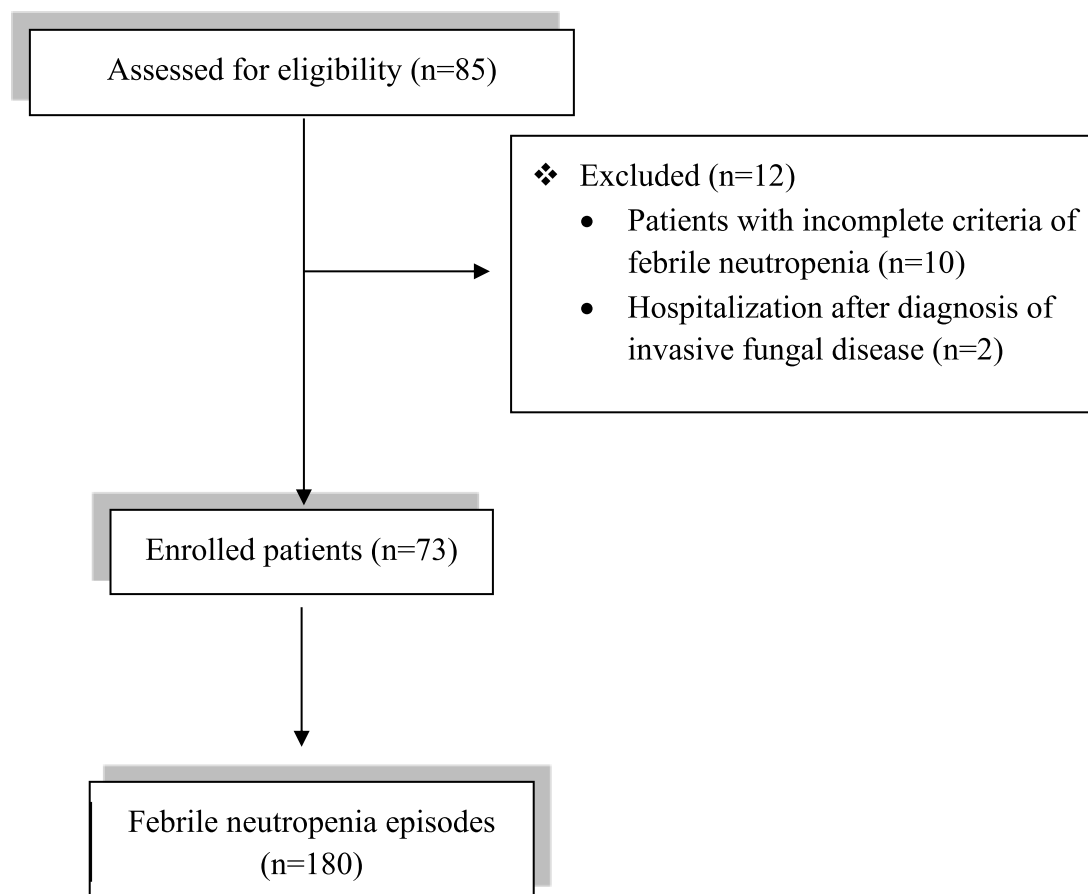 Assessed for eligibility (n=85)
❖ Excluded (n=12)
• Patients with incomplete criteria of
febrile neutropenia (n=10)
• Hospitalization after diagnosis of
invasive fungal disease (n=2)
Enrolled patients (n=73)
Febrile neutropenia episodes
(n=180)